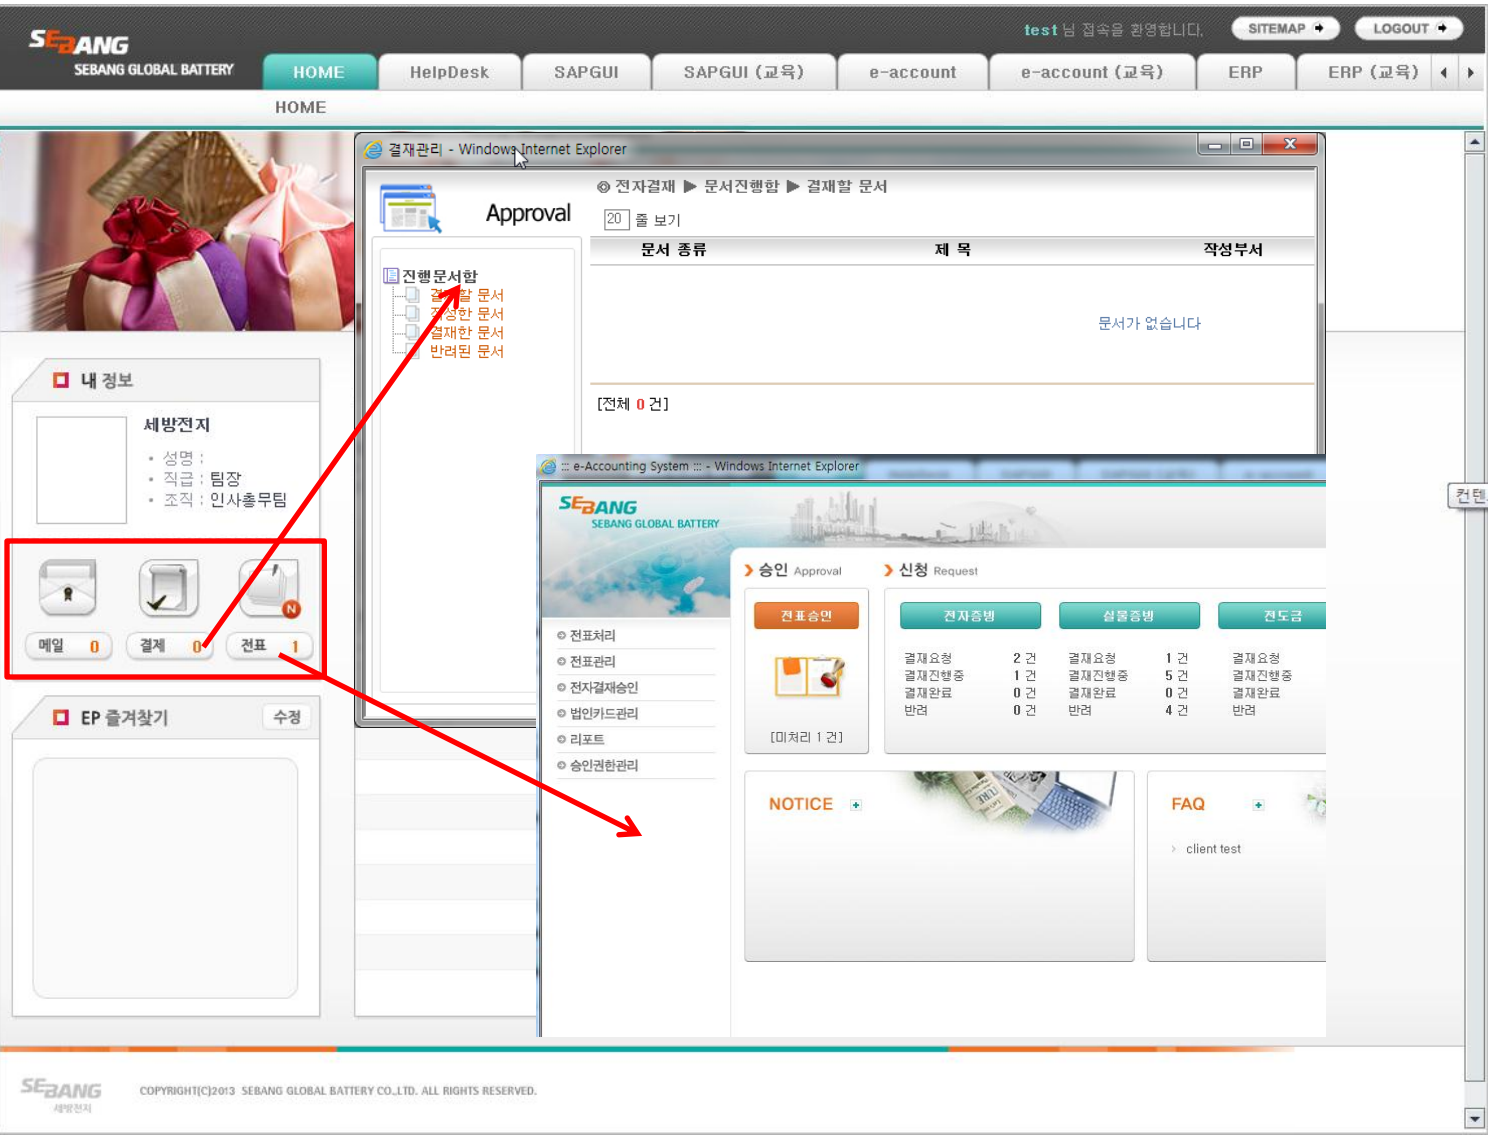 SEBANG
SEBANG GLOBAL BATTERY
test 님 접속을 환영합니다.
SITEMAP
LOGOUT
HOME
HelpDesk
SAPGUI
SAPGUI (교육)
e-account
e-account (교육)
ERP
ERP (교육)
HOME
결재관리 - Windows Internet Explorer
Approval
전자결재 ▶ 문서진행함 ▶ 결재할 문서
20 줄 보기
문서 종류
제 목
작성부서
진행문서함
결재할 문서
작성한 문서
결재한 문서
반려된 문서
문서가 없습니다
[전체 0 건]
내 정보
세방전지
성명 :
직급 : 팀장
조직 : 인사총무팀
N
메일 0
결제 0
전표 1
EP 즐겨찾기
수정
::: e-Accounting System ::: - Windows Internet Explorer
SEBANG
SEBANG GLOBAL BATTERY
전표처리
전표관리
전자결재승인
법인카드관리
리포트
승인권한관리
승인 Approval
신청 Request
전표승인
[미처리 1 건]
전자증빙
결재요청 2 건
결재진행중 1 건
결재완료 0 건
반려 0 건
실물증빙
결재요청 1 건
결재진행중 5 건
결재완료 0 건
반려 4 건
전도금
결재요청
결재진행중
결재완료
반려
NOTICE
FAQ
client test
컨텐
SEBANG
세방전지
COPYRIGHT(C)2013 SEBANG GLOBAL BATTERY CO.,LTD. ALL RIGHTS RESERVED.